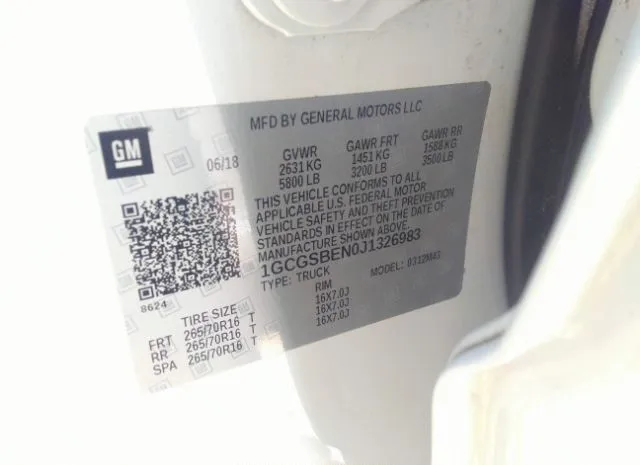 MFD BY GENERAL MOTORS LLC
GM
06/18
GVWR GAWR FRT GAWR RR
2631 KG 1451 KG 1588 KG
5800 LB 3200 LB 3500 LB
THIS VEHICLE CONFORMS TO ALL
APPLICABLE U.S. FEDERAL MOTOR
VEHICLE SAFETY AND THEFT PREVENTION
STANDARDS IN EFFECT ON THE DATE OF
MANUFACTURE SHOWN ABOVE.
1GCGSBEN0J1326983
TYPE: TRUCK MODEL:
8624
TIRE SIZE RIM
FRT 265/70R16 T 16X7.0J
RR 265/70R16 T 16X7.0J
SPA 265/70R16 T 16X7.0J